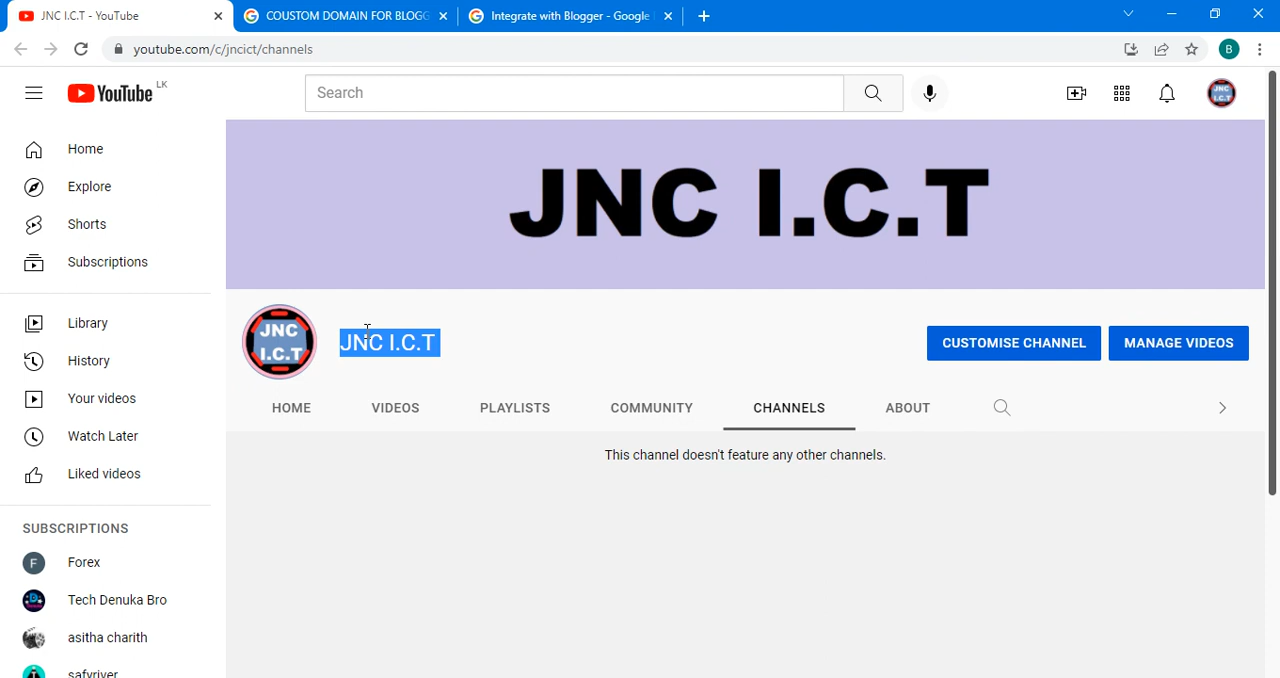 JNC I.C.T - YouTube
COUSTOM DOMAIN FOR BLOGG
Integrate with Blogger - Google
youtube.com/c/jncict/channels
B
YouTube LK
Search
JNC I.C.T
JNC I.C.T
JNC I.C.T
JNC I.C.T
CUSTOMISE CHANNEL
MANAGE VIDEOS
HOME
VIDEOS
PLAYLISTS
COMMUNITY
CHANNELS
ABOUT
This channel doesn't feature any other channels.
Home
Explore
Shorts
Subscriptions
Library
History
Your videos
Watch Later
Liked videos
SUBSCRIPTIONS
F
Forex
Tech Denuka Bro
asitha charith
safyriver